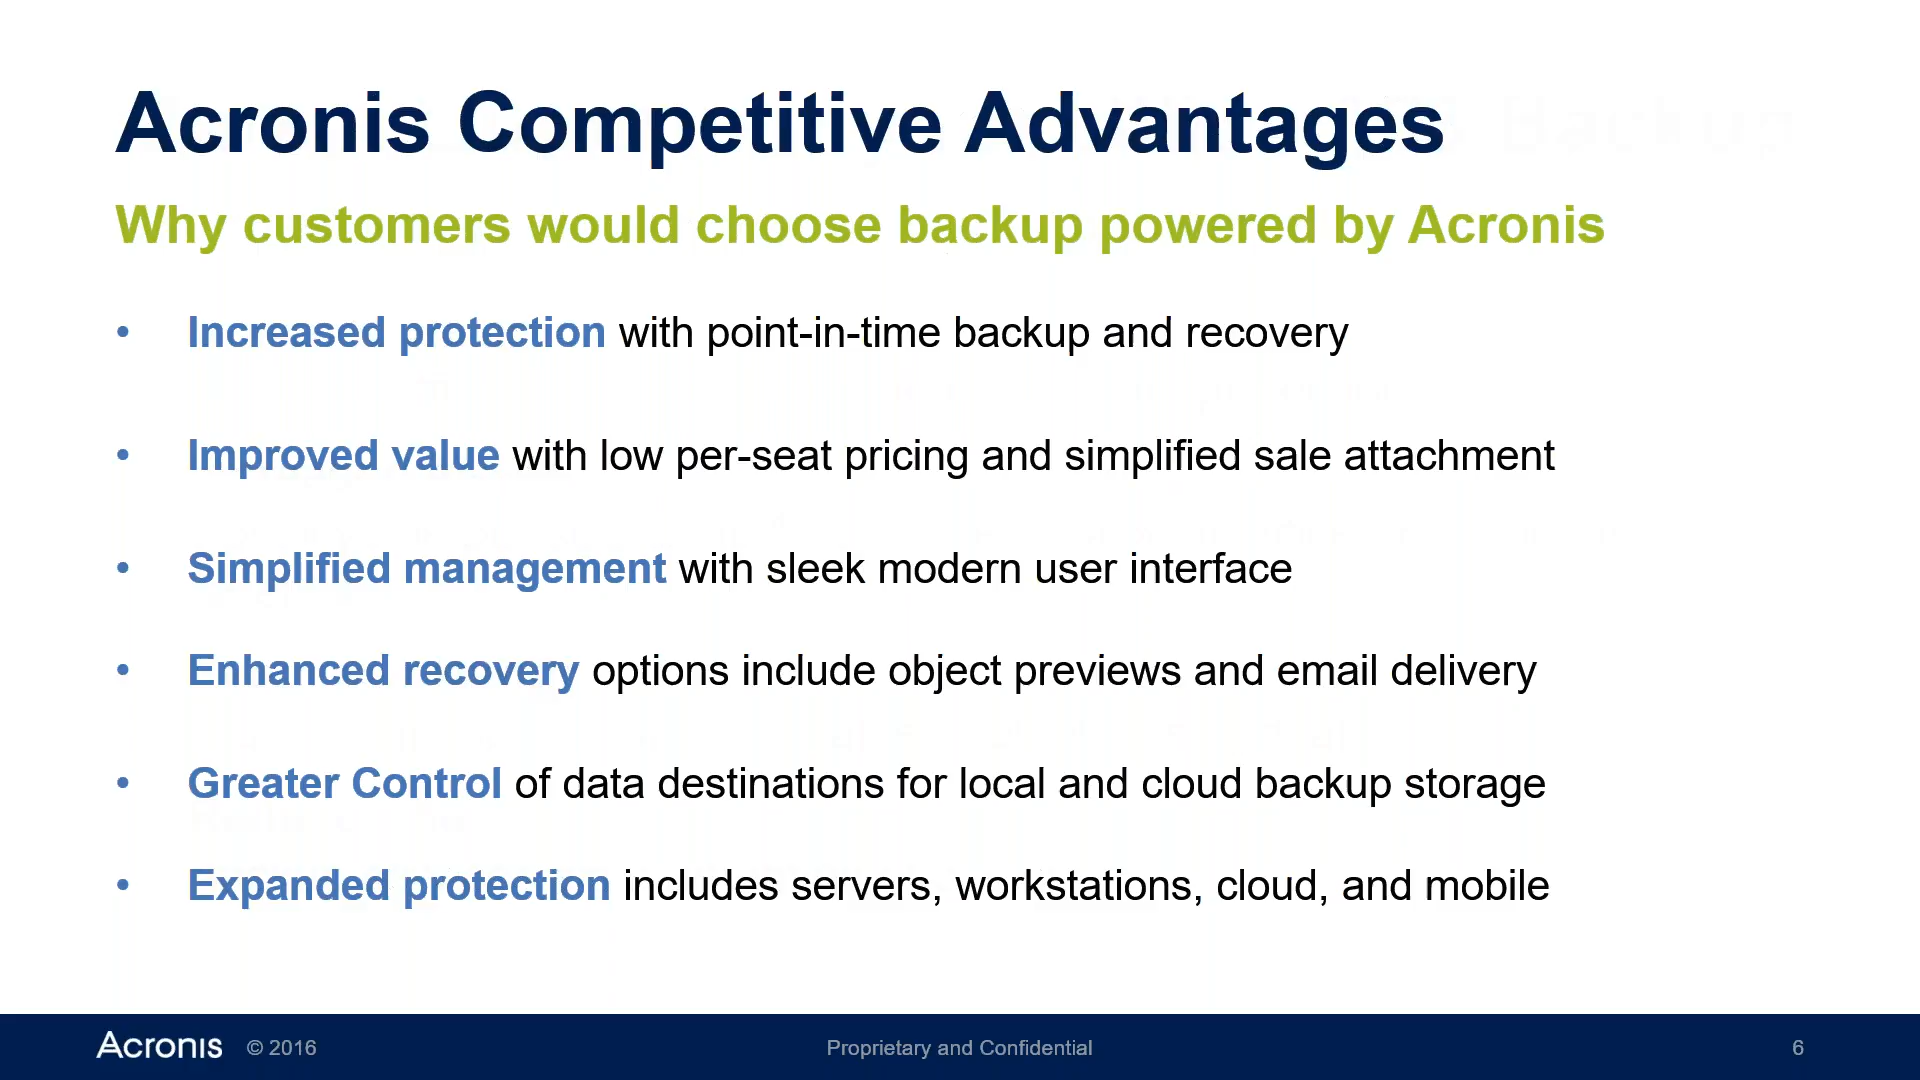 Acronis Competitive Advantages
Why customers would choose backup powered by Acronis
• Increased protection with point-in-time backup and recovery
• Improved value with low per-seat pricing and simplified sale attachment
• Simplified management with sleek modern user interface
• Enhanced recovery options include object previews and email delivery
• Greater Control of data destinations for local and cloud backup storage
• Expanded protection includes servers, workstations, cloud, and mobile
Acronis © 2016 Proprietary and Confidential 6